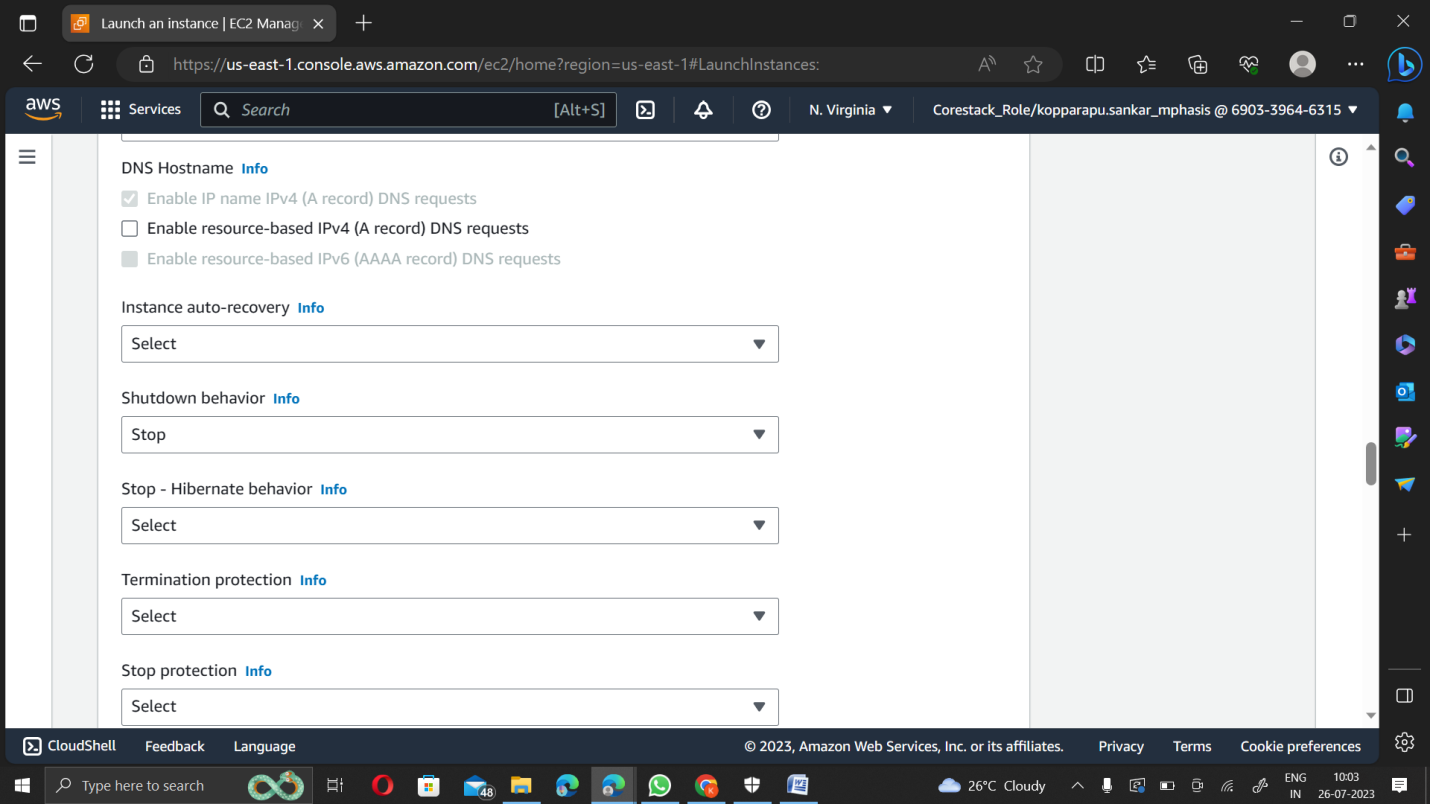 Launch an instance | EC2 Manag
https://us-east-1.console.aws.amazon.com/ec2/home?region=us-east-1#LaunchInstances:
aws
Services
Search
[Alt+S]
N. Virginia
Corestack_Role/kopparapu.sankar_mphasis @ 6903-3964-6315
DNS Hostname Info
Enable IP name IPv4 (A record) DNS requests
Enable resource-based IPv4 (A record) DNS requests
Enable resource-based IPv6 (AAAA record) DNS requests
Instance auto-recovery Info
Select
Shutdown behavior Info
Stop
Stop - Hibernate behavior Info
Select
Termination protection Info
Select
Stop protection Info
Select
CloudShell
Feedback
Language
© 2023, Amazon Web Services, Inc. or its affiliates.
Privacy
Terms
Cookie preferences
Type here to search
48
26°C Cloudy
ENG
IN
10:03
26-07-2023